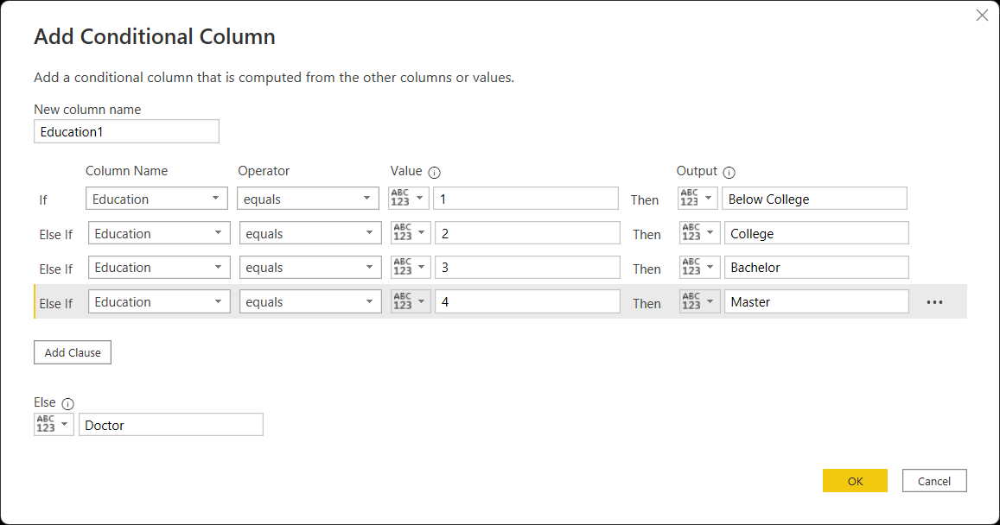 Add Conditional Column
Add a conditional column that is computed from the other columns or values.
New column name
Education1
Column Name Operator Value Output
If Education equals ABC 123 1 Then ABC 123 Below College
Else If Education equals ABC 123 2 Then ABC 123 College
Else If Education equals ABC 123 3 Then ABC 123 Bachelor
Else If Education equals ABC 123 4 Then ABC 123 Master ...
Add Clause
Else
ABC 123 Doctor
OK Cancel